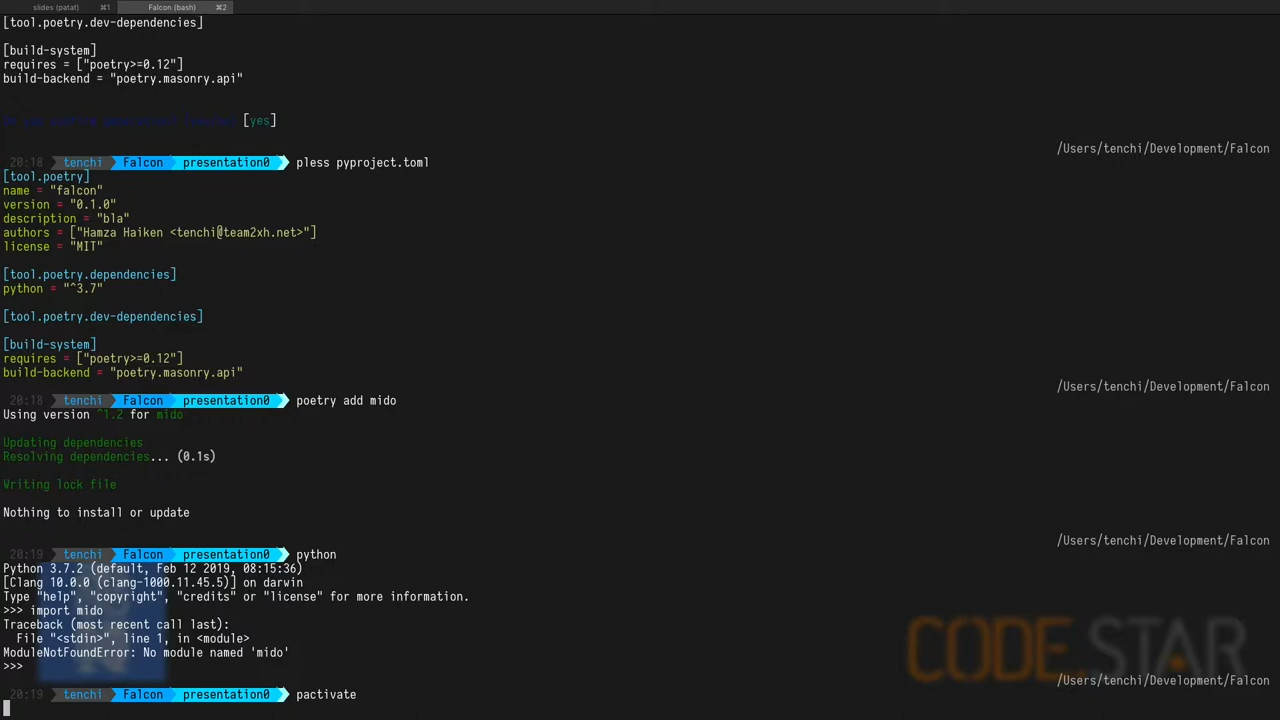 slides (patat) ⌘1 Falcon (bash) ⌘2
[tool.poetry.dev-dependencies]
[build-system]
requires = ["poetry>=0.12"]
build-backend = "poetry.masonry.api"
[yes]
/Users/tenchi/Development/Falcon
20:18 tenchi Falcon presentation0 pless pyproject.toml
[tool.poetry]
name = "falcon"
version = "0.1.0"
description = "bla"
authors = ["Hamza Haiken <tenchi@team2xh.net>"]
license = "MIT"
[tool.poetry.dependencies]
python = "^3.7"
[tool.poetry.dev-dependencies]
[build-system]
requires = ["poetry>=0.12"]
build-backend = "poetry.masonry.api"
/Users/tenchi/Development/Falcon
20:18 tenchi Falcon presentation0 poetry add mido
Using version ^1.2 for mido
Updating dependencies
Resolving dependencies... (0.1s)
Writing lock file
Nothing to install or update
/Users/tenchi/Development/Falcon
20:19 tenchi Falcon presentation0 python
Python 3.7.2 (default, Feb 12 2019, 08:15:36)
[Clang 10.0.0 (clang-1000.11.45.5)] on darwin
Type "help", "copyright", "credits" or "license" for more information.
>>> import mido
Traceback (most recent call last):
File "<stdin>", line 1, in <module>
ModuleNotFoundError: No module named 'mido'
>>>
CODE.STAR
/Users/tenchi/Development/Falcon
20:19 tenchi Falcon presentation0 pactivate